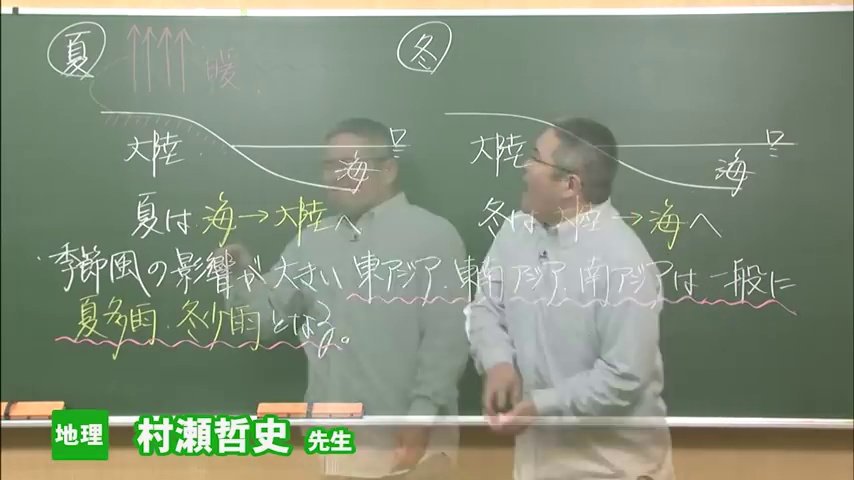 夏 冬
暖
大陸 海 大陸 海
夏は 海→大陸へ 冬は 大陸→海へ
季節風の影響が大きい東アジア、東南アジア、南アジアは一般に
夏多雨、冬少雨となる。
地理 村瀬哲史 先生